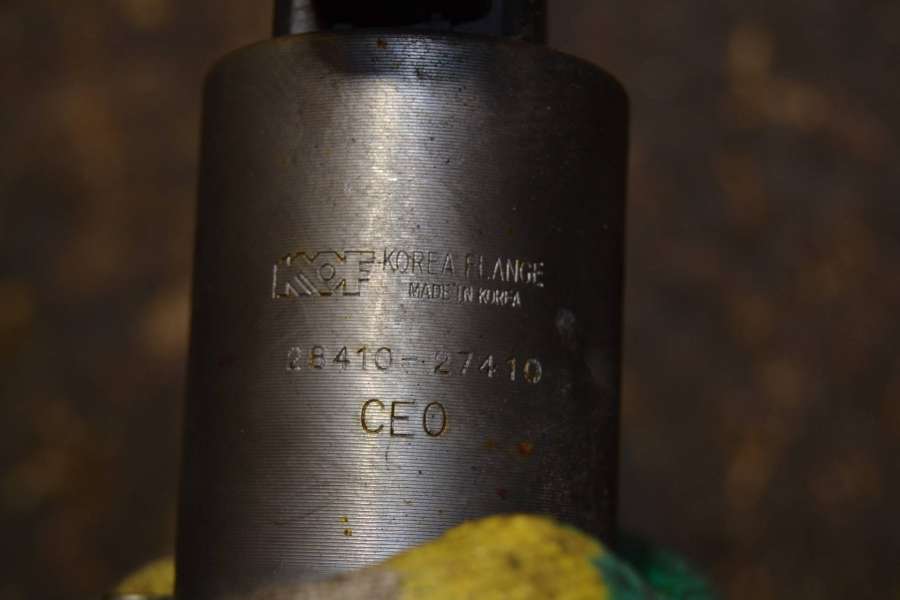 KOF KOREA FLANGE
MADE IN KOREA
28410-27410
CEO